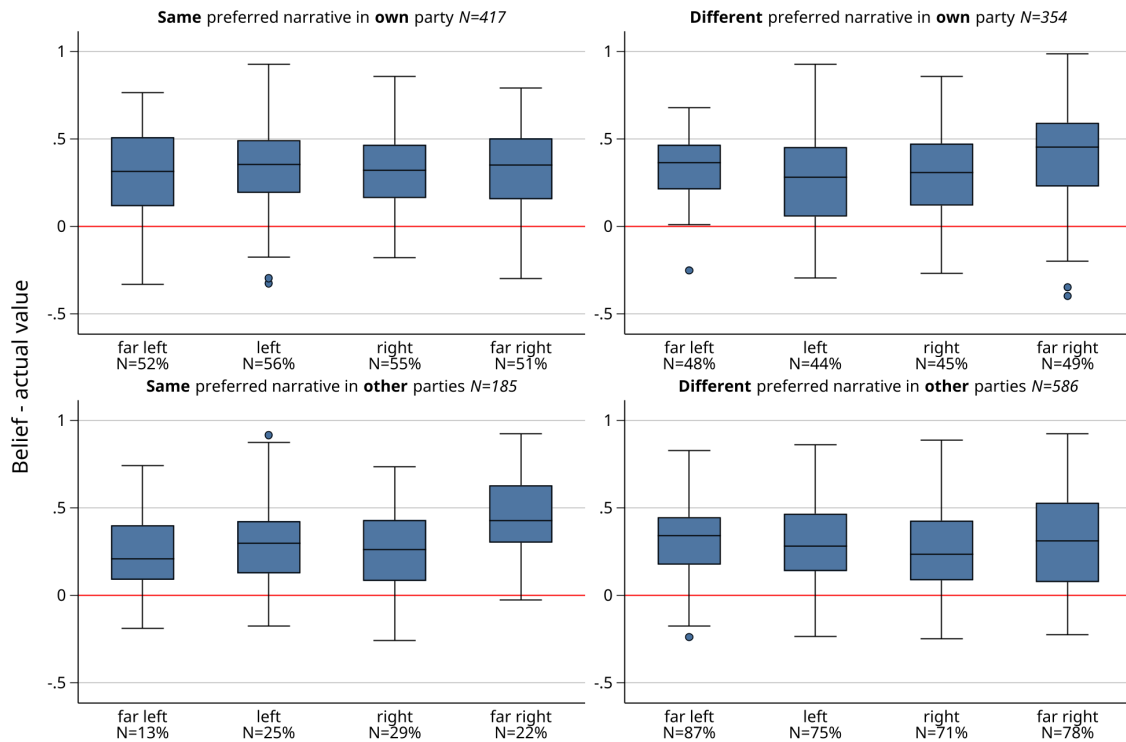 Same preferred narrative in own party N=417
Different preferred narrative in own party N=354
Belief - actual value
1
.5
0
-.5
far left
N=52%
left
N=56%
right
N=55%
far right
N=51%
1
.5
0
-.5
far left
N=48%
left
N=44%
right
N=45%
far right
N=49%
Same preferred narrative in other parties N=185
Different preferred narrative in other parties N=586
1
.5
0
-.5
far left
N=13%
left
N=25%
right
N=29%
far right
N=22%
1
.5
0
-.5
far left
N=87%
left
N=75%
right
N=71%
far right
N=78%